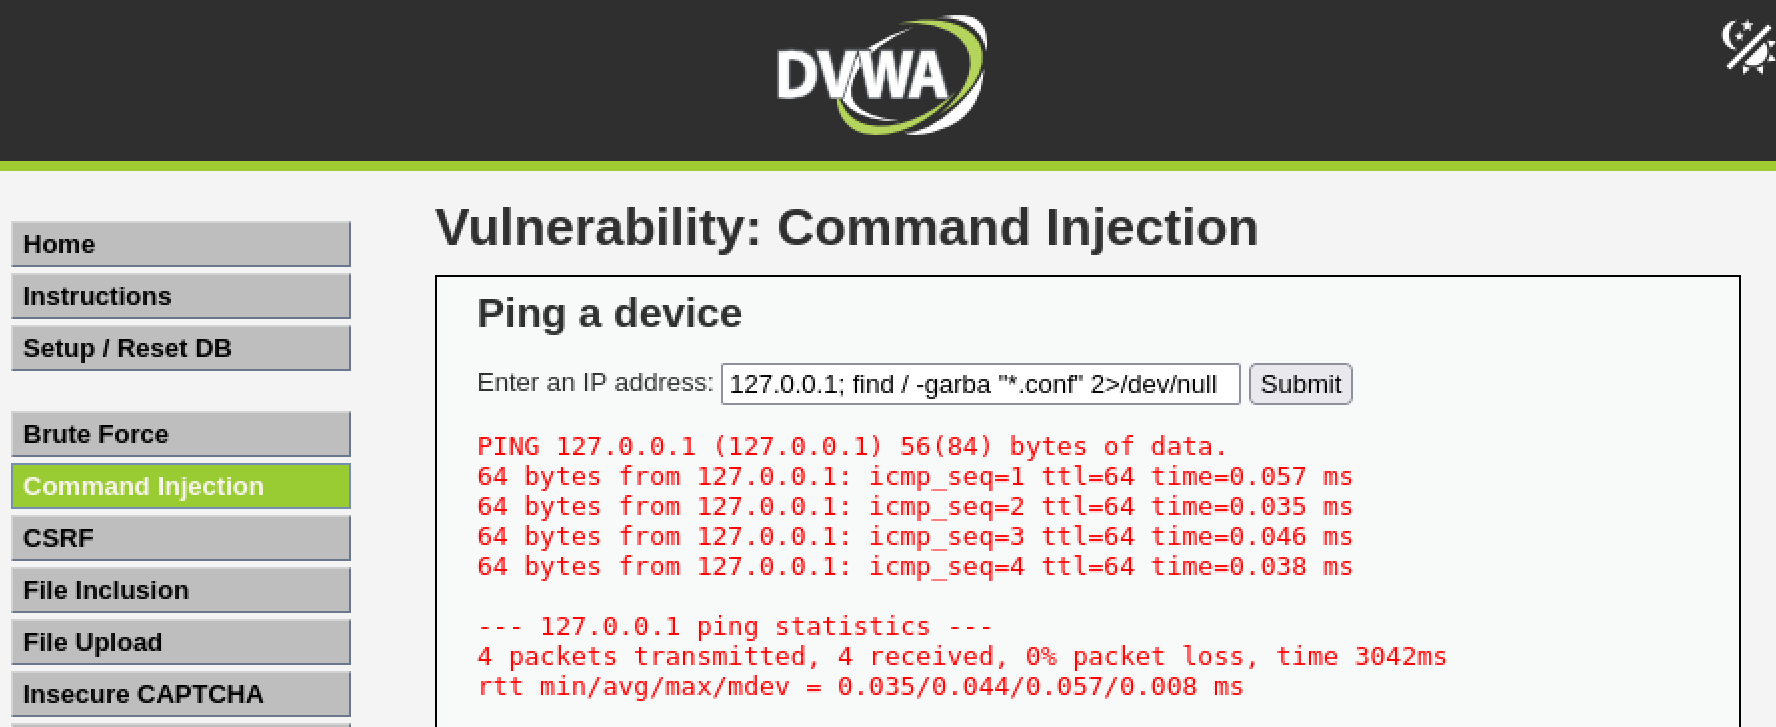 DVWA
Home
Instructions
Setup / Reset DB
Brute Force
Command Injection
CSRF
File Inclusion
File Upload
Insecure CAPTCHA
Vulnerability: Command Injection
Ping a device
Enter an IP address: 127.0.0.1; find / -garba "*.conf" 2>/dev/null Submit
PING 127.0.0.1 (127.0.0.1) 56(84) bytes of data.
64 bytes from 127.0.0.1: icmp_seq=1 ttl=64 time=0.057 ms
64 bytes from 127.0.0.1: icmp_seq=2 ttl=64 time=0.035 ms
64 bytes from 127.0.0.1: icmp_seq=3 ttl=64 time=0.046 ms
64 bytes from 127.0.0.1: icmp_seq=4 ttl=64 time=0.038 ms
--- 127.0.0.1 ping statistics ---
4 packets transmitted, 4 received, 0% packet loss, time 3042ms
rtt min/avg/max/mdev = 0.035/0.044/0.057/0.008 ms